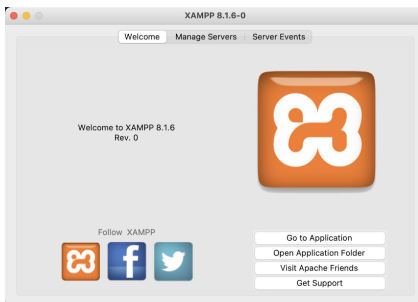 XAMPP 8.1.6-0
Welcome
Manage Servers
Server Events
Welcome to XAMPP 8.1.6
Rev. 0
Follow XAMPP
Go to Application
Open Application Folder
Visit Apache Friends
Get Support